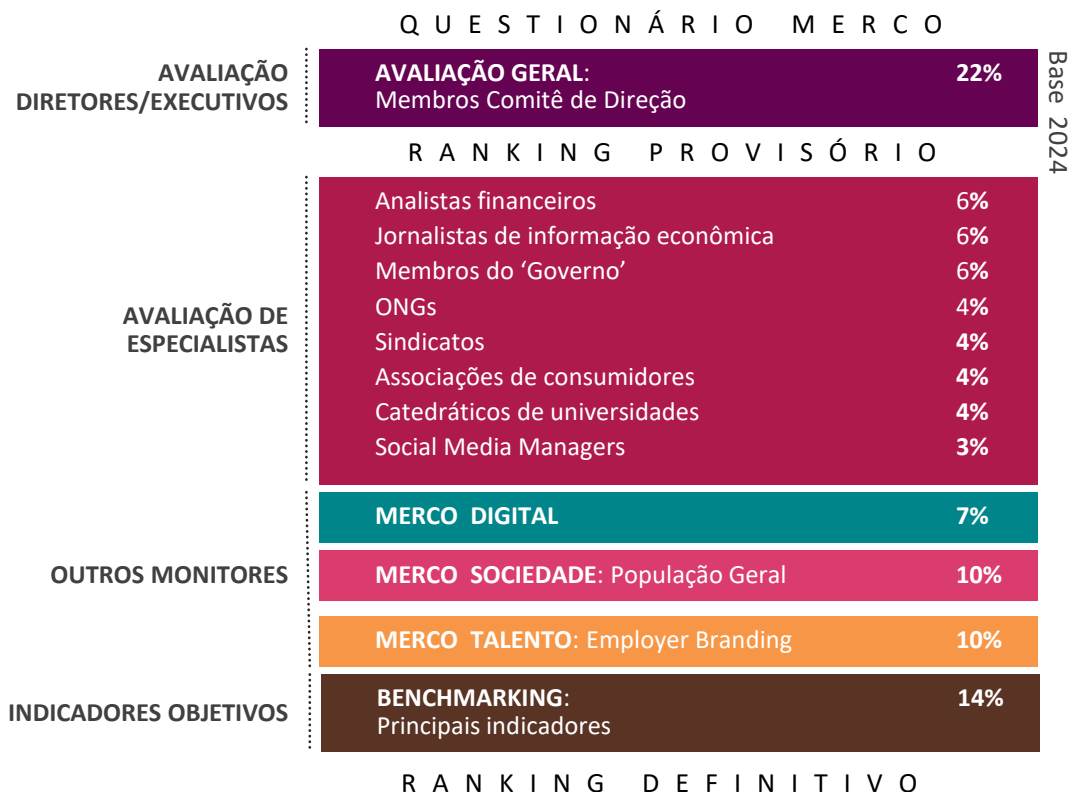 QUESTIONÁRIO MERCO
AVALIAÇÃO
DIRETORES/EXECUTIVOS
AVALIAÇÃO GERAL: 22%
Membros Comitê de Direção
Base 2024
RANKING PROVISÓRIO
AVALIAÇÃO DE
ESPECIALISTAS
Analistas financeiros 6%
Jornalistas de informação econômica 6%
Membros do ‘Governo’ 6%
ONGs 4%
Sindicatos 4%
Associações de consumidores 4%
Catedráticos de universidades 4%
Social Media Managers 3%
OUTROS MONITORES
MERCO DIGITAL 7%
MERCO SOCIEDADE: População Geral 10%
MERCO TALENTO: Employer Branding 10%
INDICADORES OBJETIVOS
BENCHMARKING: 14%
Principais indicadores
RANKING DEFINITIVO